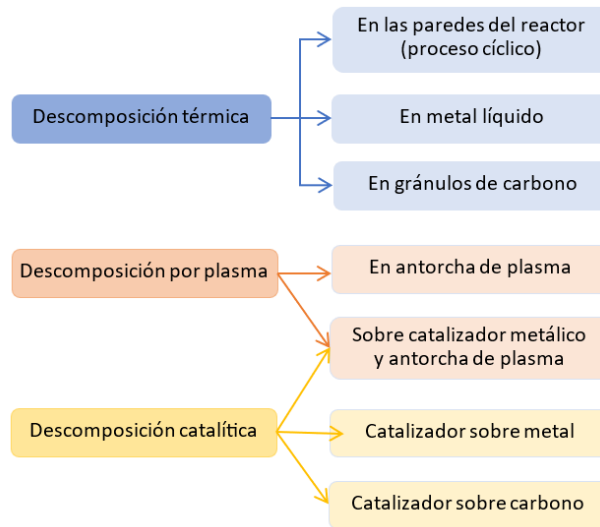 En las paredes del reactor
(proceso cíclico)
Descomposición térmica
En metal líquido
En gránulos de carbono
Descomposición por plasma
En antorcha de plasma
Sobre catalizador metálico
y antorcha de plasma
Descomposición catalítica
Catalizador sobre metal
Catalizador sobre carbono